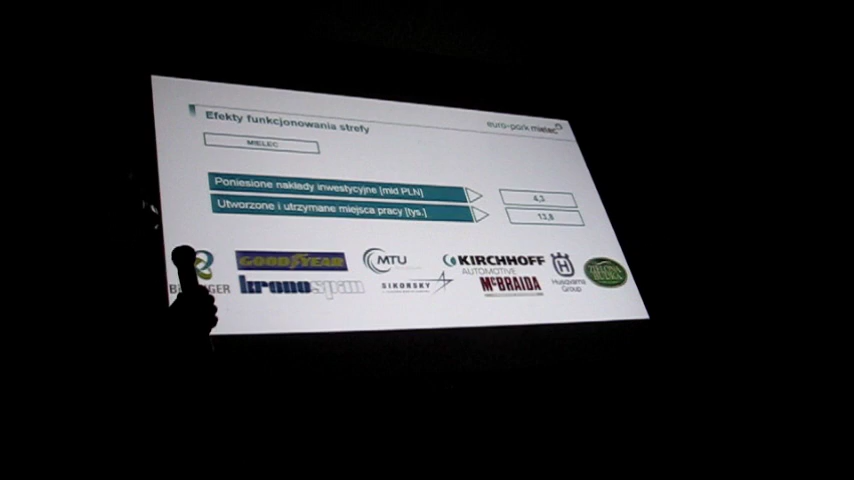 Efekty funkcjonowania strefy
euro-park mielec
MIELEC
Poniesione nakłady inwestycyjne [mld.PLN]
4,3
Utworzone i utrzymane miejsca pracy [tys.]
13,8
GOODYEAR
MTU
KIRCHHOFF
AUTOMOTIVE
Husqvarna
Group
kronospan
SIKORSKY
McBRAIDA